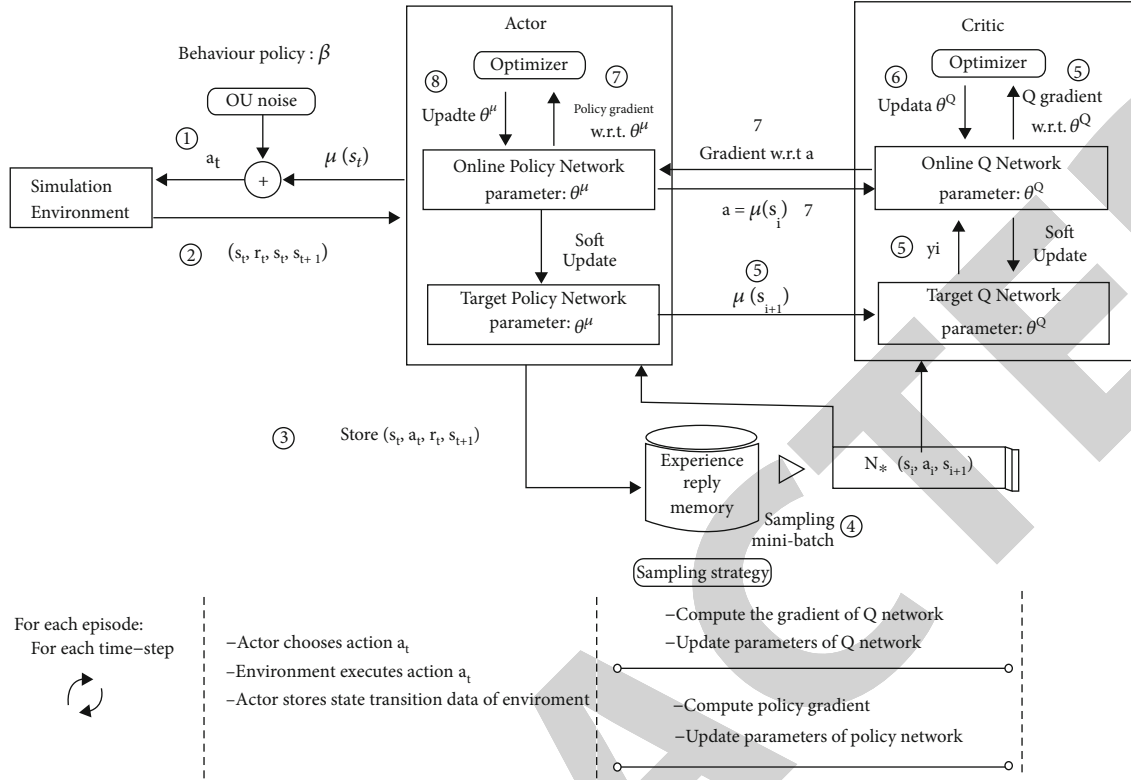 Actor
Critic
Behaviour policy : β
OU noise
①
a_t
+
μ (s_t)
Simulation
Environment
②
(s_t, r_t, s_t, s_{t+1})
Optimizer
⑧
Upadte θ^μ
⑦
Policy gradient
w.r.t. θ^μ
Online Policy Network
parameter: θ^μ
Soft
Update
Target Policy Network
parameter: θ^μ
7
Gradient w.r.t a
a = μ(s_i) 7
⑤
μ (s_{i+1})
Optimizer
⑥
Updata θ^Q
⑤
Q gradient
w.r.t. θ^Q
Online Q Network
parameter: θ^Q
⑤ yi
Soft
Update
Target Q Network
parameter: θ^Q
③
Store (s_t, a_t, r_t, s_{t+1})
Experience
reply
memory
N_* (s_i, a_i, s_{i+1})
Sampling
mini-batch
④
Sampling strategy
For each episode:
For each time−step
−Actor chooses action a_t
−Environment executes action a_t
−Actor stores state transition data of enviroment
−Compute the gradient of Q network
−Update parameters of Q network
−Compute policy gradient
−Update parameters of policy network